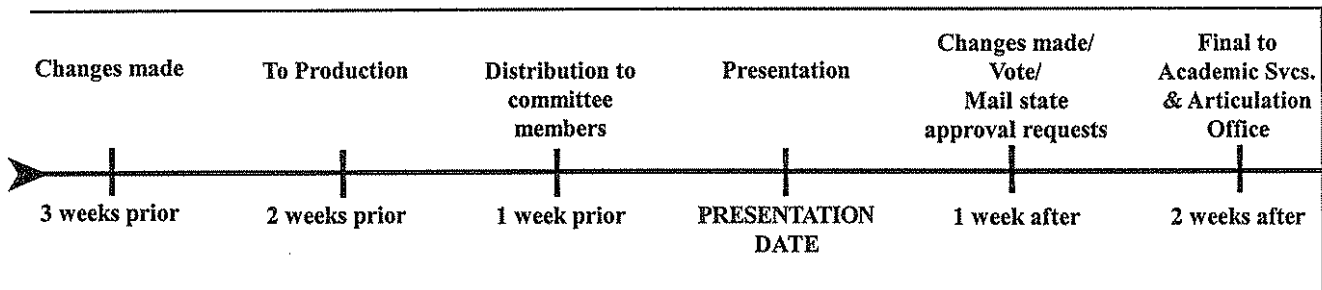 Changes made
To Production
Distribution to
committee
members
Presentation
Changes made/
Vote/
Mail state
approval requests
Final to
Academic Svcs.
& Articulation
Office
3 weeks prior
2 weeks prior
1 week prior
PRESENTATION
DATE
1 week after
2 weeks after